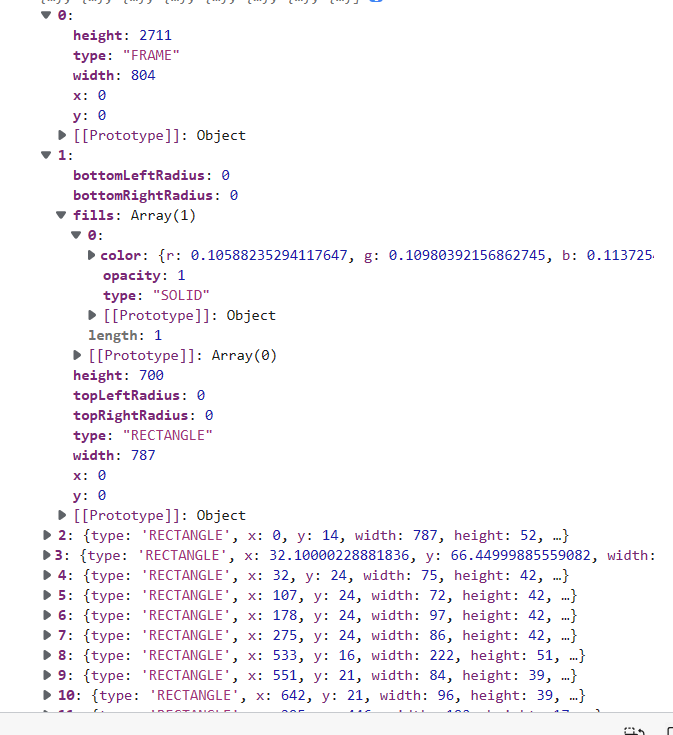 0:
height: 2711
type: "FRAME"
width: 804
x: 0
y: 0
[[Prototype]]: Object
1:
bottomLeftRadius: 0
bottomRightRadius: 0
fills: Array(1)
0:
color: {r: 0.10588235294117647, g: 0.10980392156862745, b: 0.113725
opacity: 1
type: "SOLID"
[[Prototype]]: Object
length: 1
[[Prototype]]: Array(0)
height: 700
topLeftRadius: 0
topRightRadius: 0
type: "RECTANGLE"
width: 787
x: 0
y: 0
[[Prototype]]: Object
2: {type: 'RECTANGLE', x: 0, y: 14, width: 787, height: 52, …}
3: {type: 'RECTANGLE', x: 32.10000228881836, y: 66.44999885559082, width:
4: {type: 'RECTANGLE', x: 32, y: 24, width: 75, height: 42, …}
5: {type: 'RECTANGLE', x: 107, y: 24, width: 72, height: 42, …}
6: {type: 'RECTANGLE', x: 178, y: 24, width: 97, height: 42, …}
7: {type: 'RECTANGLE', x: 275, y: 24, width: 86, height: 42, …}
8: {type: 'RECTANGLE', x: 533, y: 16, width: 222, height: 51, …}
9: {type: 'RECTANGLE', x: 551, y: 21, width: 84, height: 39, …}
10: {type: 'RECTANGLE', x: 642, y: 21, width: 96, height: 39, …}